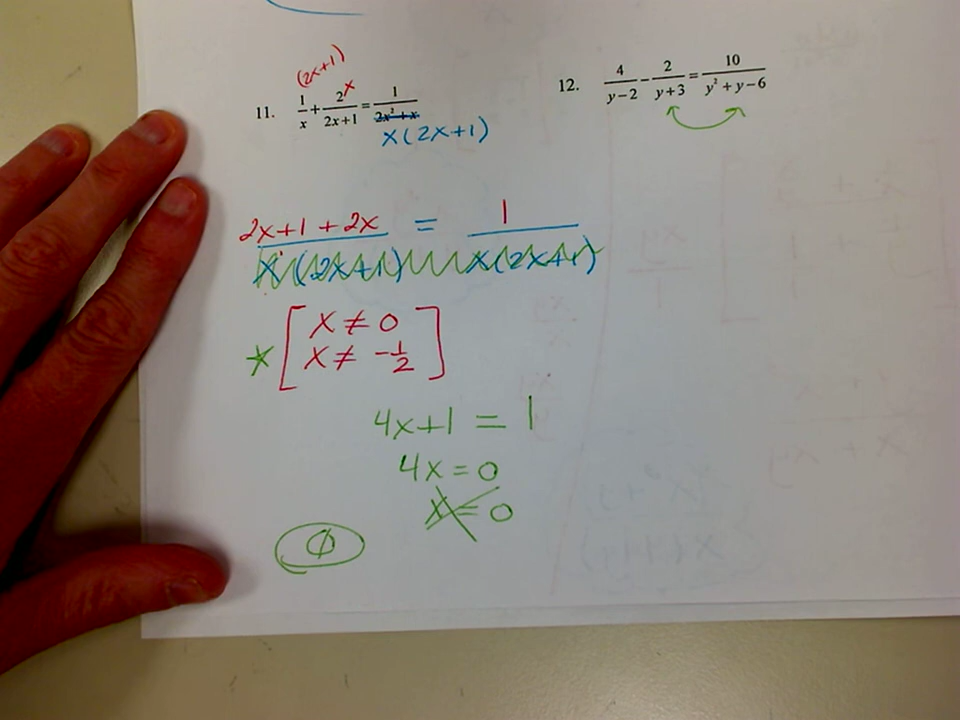 (2x+1)
11. 1/x + 2/(2x+1) x = 1/(2x²+x)
x(2x+1)
12. 4/(y-2) - 2/(y+3) = 10/(y²+y-6)
2x+1+2x = 1
x(2x+1) x(2x+1)
x ≠ 0
* x ≠ -1/2
4x+1 = 1
4x = 0
x = 0
∅